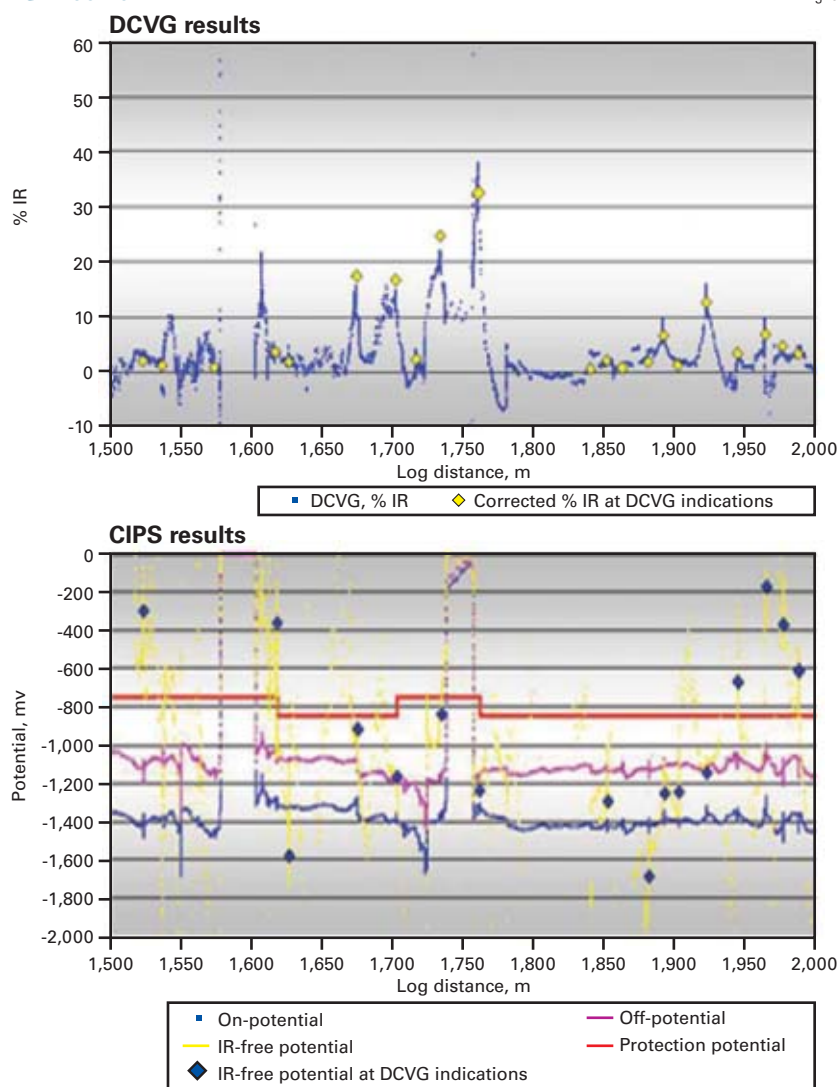 DCVG results
60
50
40
30
20
10
0
-10
% IR
1,500 1,550 1,600 1,650 1,700 1,750 1,800 1,850 1,900 1,950 2,000
Log distance, m
DCVG, % IR Corrected % IR at DCVG indications
CIPS results
0
-200
-400
-600
-800
-1,000
-1,200
-1,400
-1,600
-1,800
-2,000
Potential, mv
1,500 1,550 1,600 1,650 1,700 1,750 1,800 1,850 1,900 1,950 2,000
Log distance, m
On-potential Off-potential
IR-free potential Protection potential
IR-free potential at DCVG indications